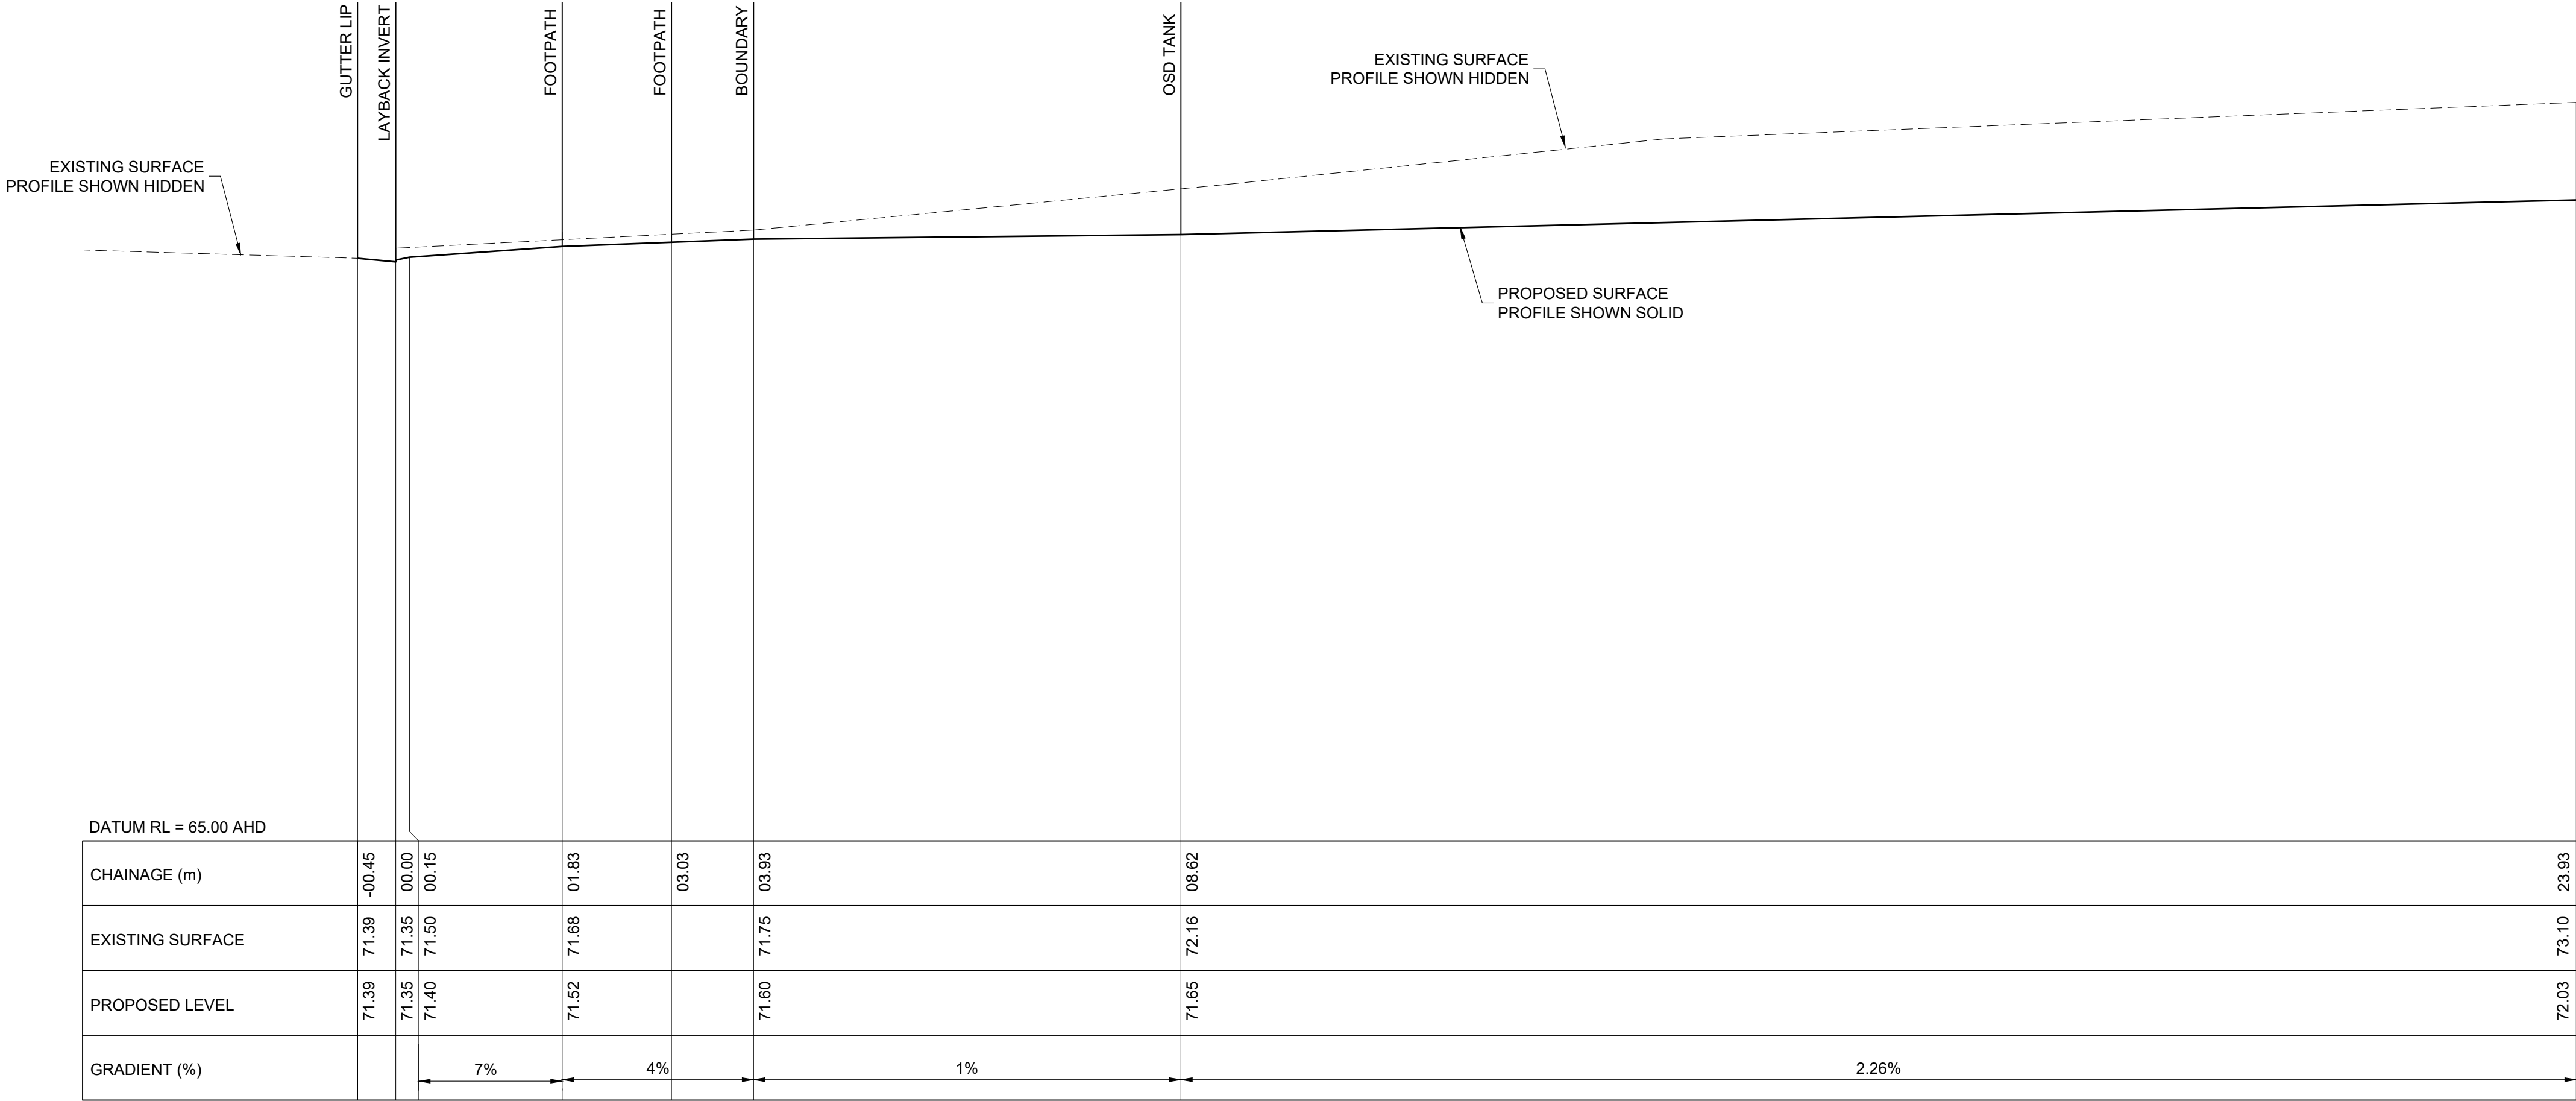 GUTTER LIP
LAYBACK INVERT
FOOTPATH
FOOTPATH
BOUNDARY
OSD TANK
EXISTING SURFACE
PROFILE SHOWN HIDDEN
EXISTING SURFACE
PROFILE SHOWN HIDDEN
PROPOSED SURFACE
PROFILE SHOWN SOLID
DATUM RL = 65.00 AHD
CHAINAGE (m) -00.45 00.00 00.15 01.83 03.03 03.93 08.62 23.93
EXISTING SURFACE 71.39 71.35 71.50 71.68 71.75 72.16 73.10
PROPOSED LEVEL 71.39 71.35 71.40 71.52 71.60 71.65 72.03
GRADIENT (%) 7% 4% 1% 2.26%